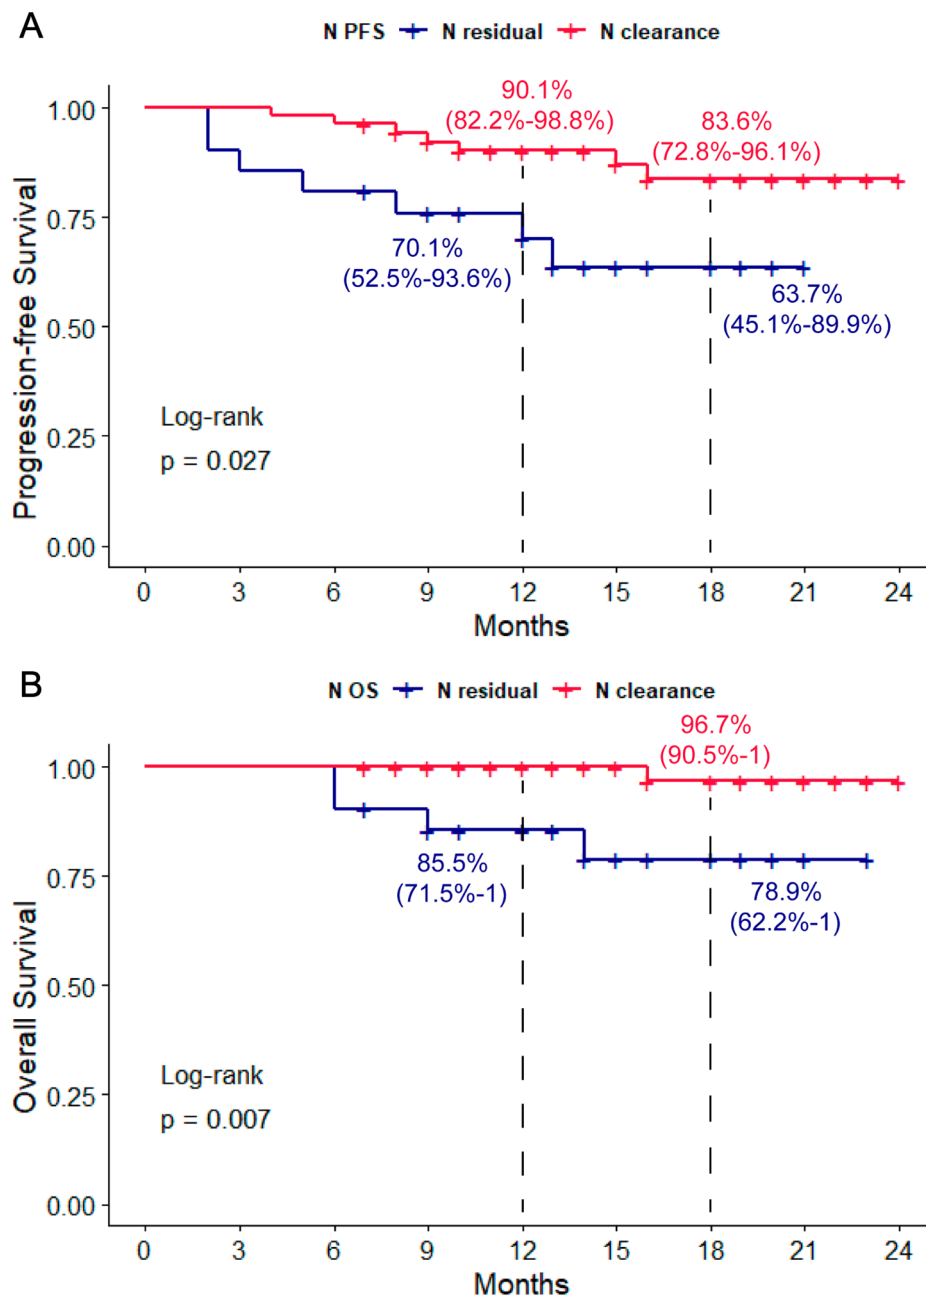 A
N PFS N residual N clearance
1.00
0.75
0.50
0.25
0.00
Progression-free Survival
90.1%
(82.2%-98.8%)
83.6%
(72.8%-96.1%)
70.1%
(52.5%-93.6%)
63.7%
(45.1%-89.9%)
Log-rank
p = 0.027
0 3 6 9 12 15 18 21 24
Months
B
N OS N residual N clearance
1.00
0.75
0.50
0.25
0.00
Overall Survival
96.7%
(90.5%-1)
85.5%
(71.5%-1)
78.9%
(62.2%-1)
Log-rank
p = 0.007
0 3 6 9 12 15 18 21 24
Months